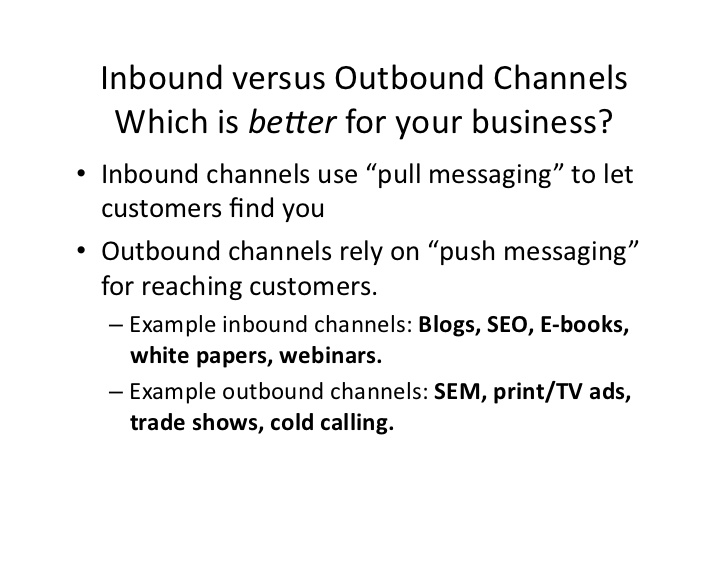 Inbound versus Outbound Channels
Which is better for your business?
• Inbound channels use “pull messaging” to let
customers find you
• Outbound channels rely on “push messaging”
for reaching customers.
– Example inbound channels: Blogs, SEO, E-books,
white papers, webinars.
– Example outbound channels: SEM, print/TV ads,
trade shows, cold calling.